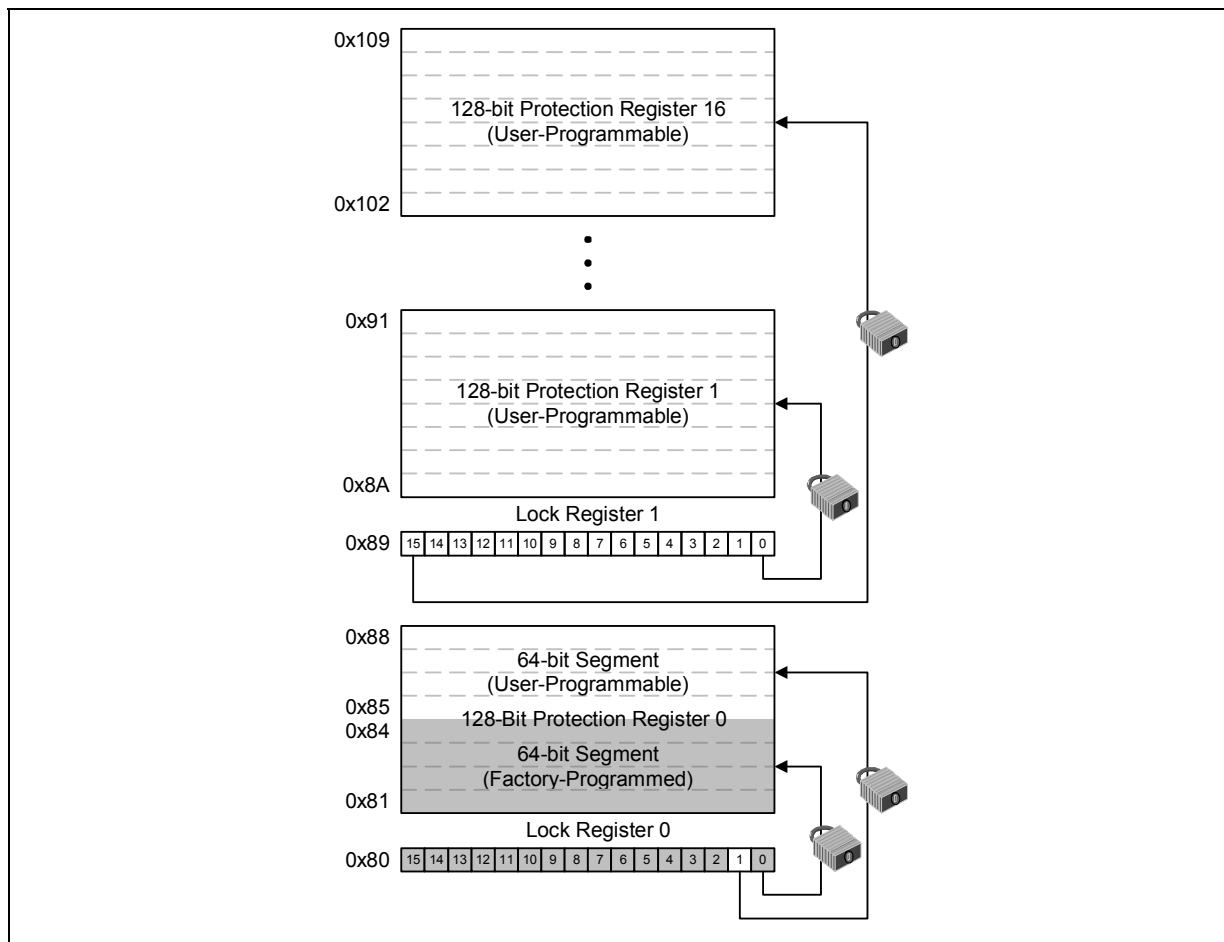 0x109
128-bit Protection Register 16
(User-Programmable)
0x102
0x91
128-bit Protection Register 1
(User-Programmable)
0x8A
Lock Register 1
0x89
15 14 13 12 11 10 9 8 7 6 5 4 3 2 1 0
0x88
64-bit Segment
(User-Programmable)
0x85
128-Bit Protection Register 0
0x84
64-bit Segment
(Factory-Programmed)
0x81
Lock Register 0
0x80
15 14 13 12 11 10 9 8 7 6 5 4 3 2 1 0